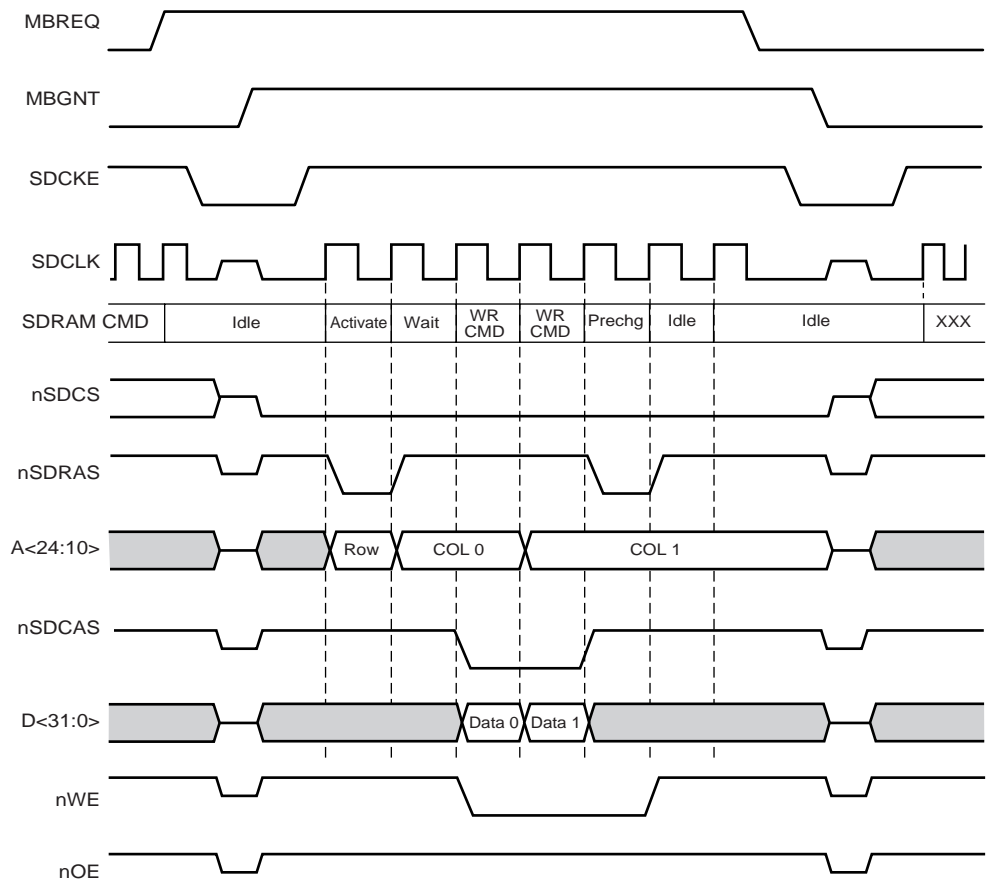 MBREQ
MBGNT
SDCKE
SDCLK
SDRAM CMD Idle Activate Wait WR CMD WR CMD Prechg Idle Idle XXX
nSDCS
nSDRAS
A<24:10> Row COL 0 COL 1
nSDCAS
D<31:0> Data 0 Data 1
nWE
nOE